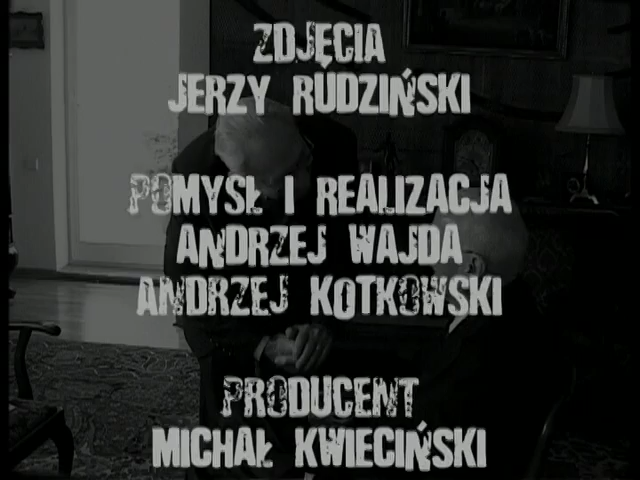 ZDJĘCIA
JERZY RUDZIŃSKI
POMYSŁ I REALIZACJA
ANDRZEJ WAJDA
ANDRZEJ KOTKOWSKI
PRODUCENT
MICHAŁ KWIECIŃSKI